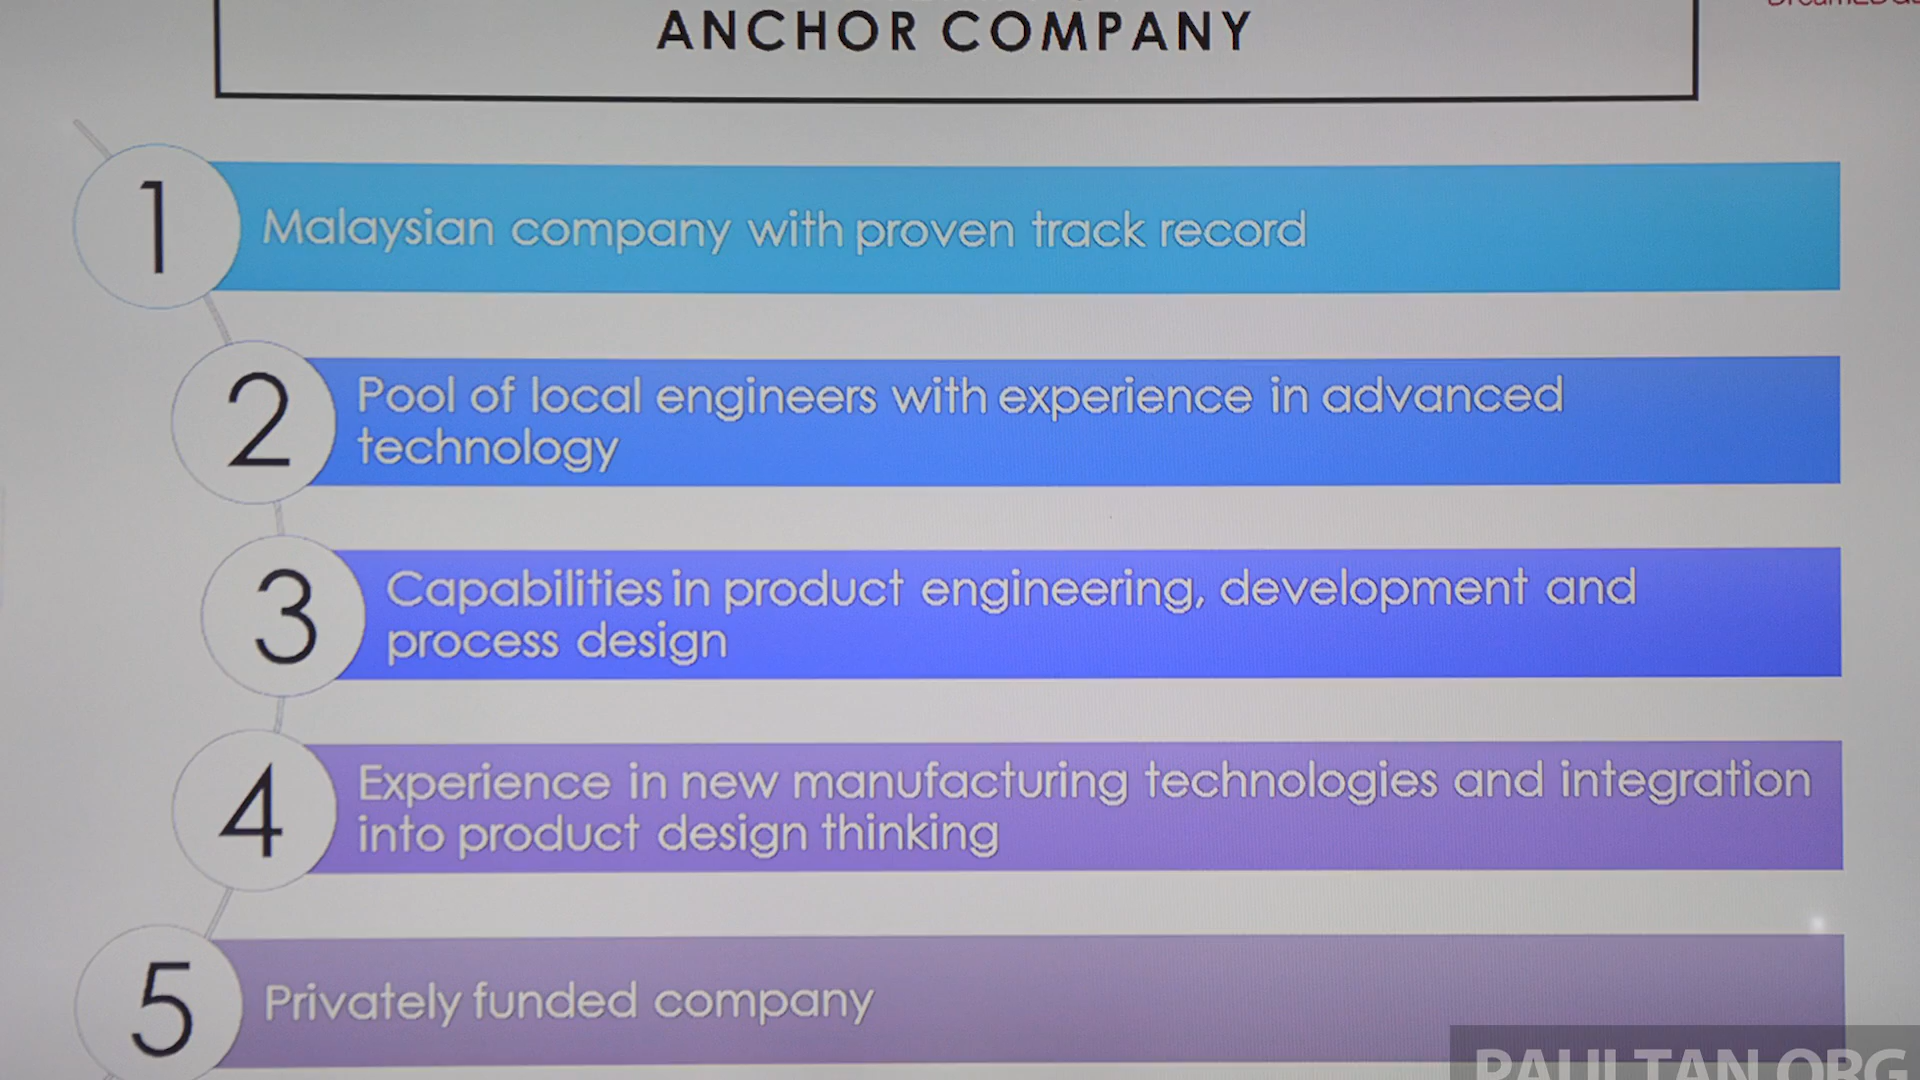 ANCHOR COMPANY
1
Malaysian company with proven track record
2
Pool of local engineers with experience in advanced
technology
3
Capabilities in product engineering, development and
process design
4
Experience in new manufacturing technologies and integration
into product design thinking
5
Privately funded company
PAULTAN.ORG